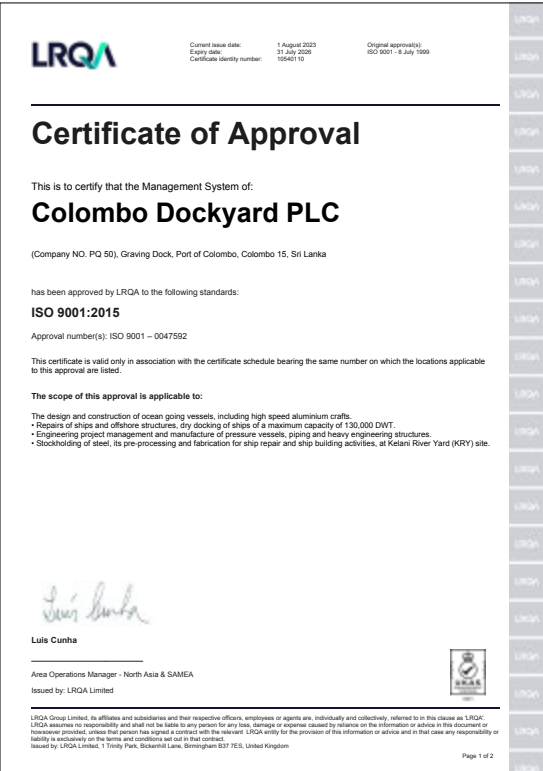 LRQA
Current issue date: 1 August 2023 Original approval(s):
Expiry date: 31 July 2026 ISO 9001 - 8 July 1999
Certificate identity number: 10540110
Certificate of Approval
This is to certify that the Management System of:
Colombo Dockyard PLC
(Company NO. PQ 50), Graving Dock, Port of Colombo, Colombo 15, Sri Lanka
has been approved by LRQA to the following standards:
ISO 9001:2015
Approval number(s): ISO 9001 – 0047592
This certificate is valid only in association with the certificate schedule bearing the same number on which the locations applicable
to this approval are listed.
The scope of this approval is applicable to:
The design and construction of ocean going vessels, including high speed aluminium crafts.
• Repairs of ships and offshore structures, dry docking of ships of a maximum capacity of 130,000 DWT.
• Engineering project management and manufacture of pressure vessels, piping and heavy engineering structures.
• Stockholding of steel, its pre-processing and fabrication for ship repair and ship building activities, at Kelani River Yard (KRY) site.
Luis Cunha
Luis Cunha
Area Operations Manager - North Asia & SAMEA
Issued by: LRQA Limited
UKAS
LRQA Group Limited, its affiliates and subsidiaries and their respective officers, employees or agents are, individually and collectively, referred to in this clause as 'LRQA'.
LRQA assumes no responsibility and shall not be liable to any person for any loss, damage or expense caused by reliance on the information or advice in this document or
howsoever provided, unless that person has signed a contract with the relevant LRQA entity for the provision of this information or advice and in that case any responsibility or
liability is exclusively on the terms and conditions set out in that contract.
Issued by: LRQA Limited, 1 Trinity Park, Bickenhill Lane, Birmingham B37 7ES, United Kingdom
Page 1 of 2